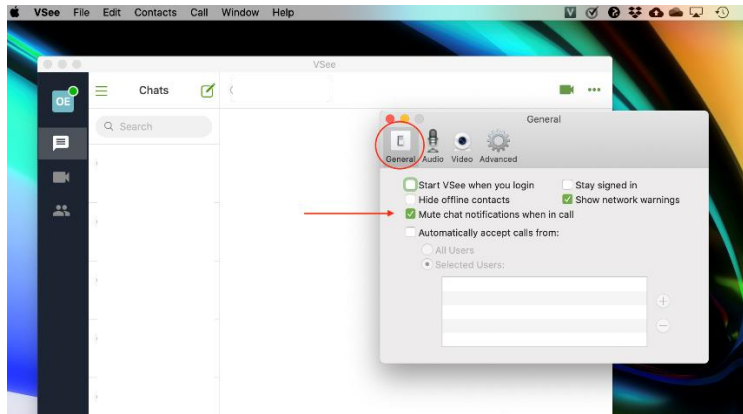 VSee File Edit Contacts Call Window Help
VSee
OE
Chats
Search
General
General Audio Video Advanced
Start VSee when you login Stay signed in
Hide offline contacts Show network warnings
Mute chat notifications when in call
Automatically accept calls from:
All Users
Selected Users: